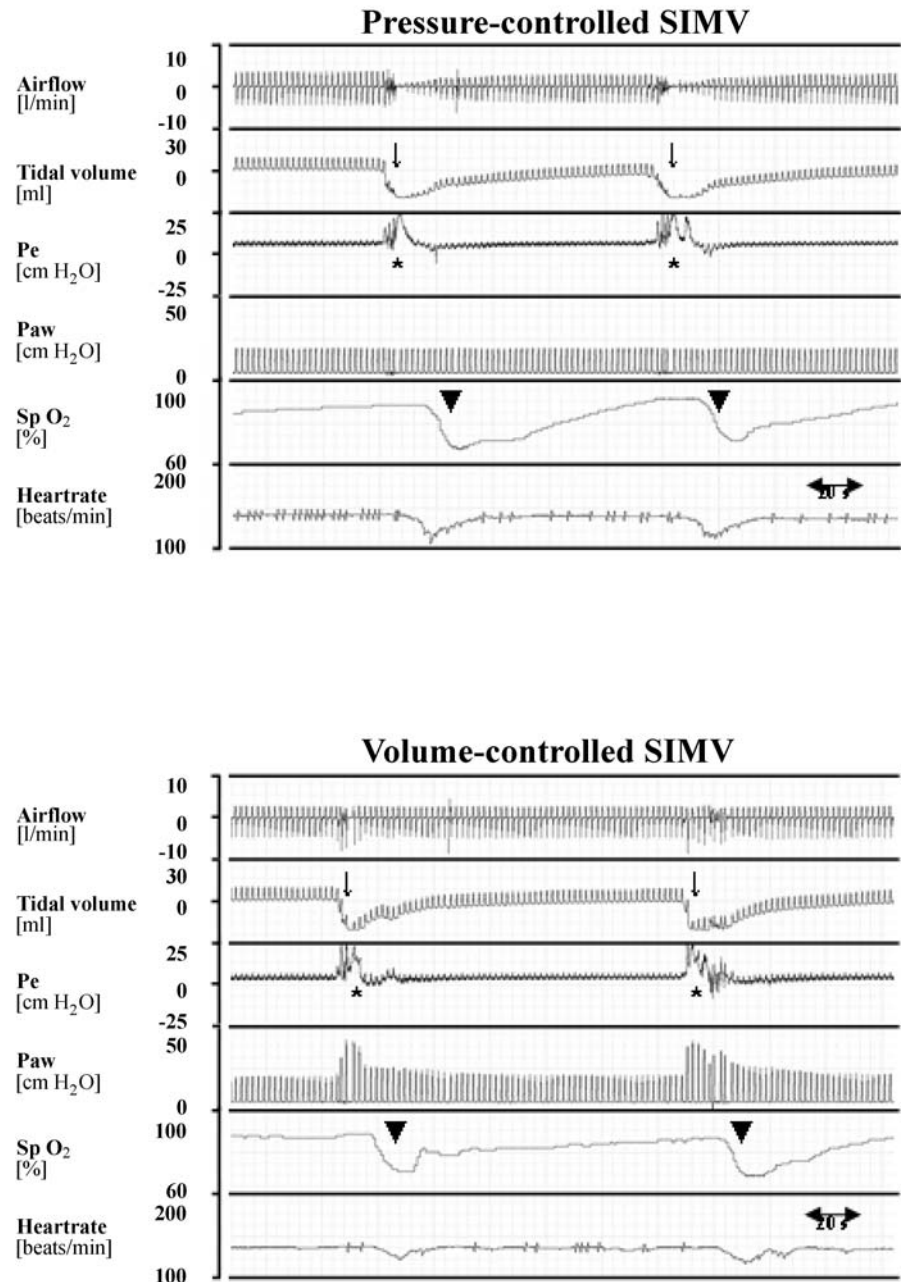 Pressure-controlled SIMV
Airflow
[l/min]
10
0
-10
Tidal volume
[ml]
30
0
Pe
[cm H₂O]
25
0
-25
*
*
Paw
[cm H₂O]
50
0
Sp O₂
[%]
100
60
Heartrate
[beats/min]
200
100
20 s
Volume-controlled SIMV
Airflow
[l/min]
10
0
-10
Tidal volume
[ml]
30
0
Pe
[cm H₂O]
25
0
-25
*
*
Paw
[cm H₂O]
50
0
Sp O₂
[%]
100
60
Heartrate
[beats/min]
200
100
20 s